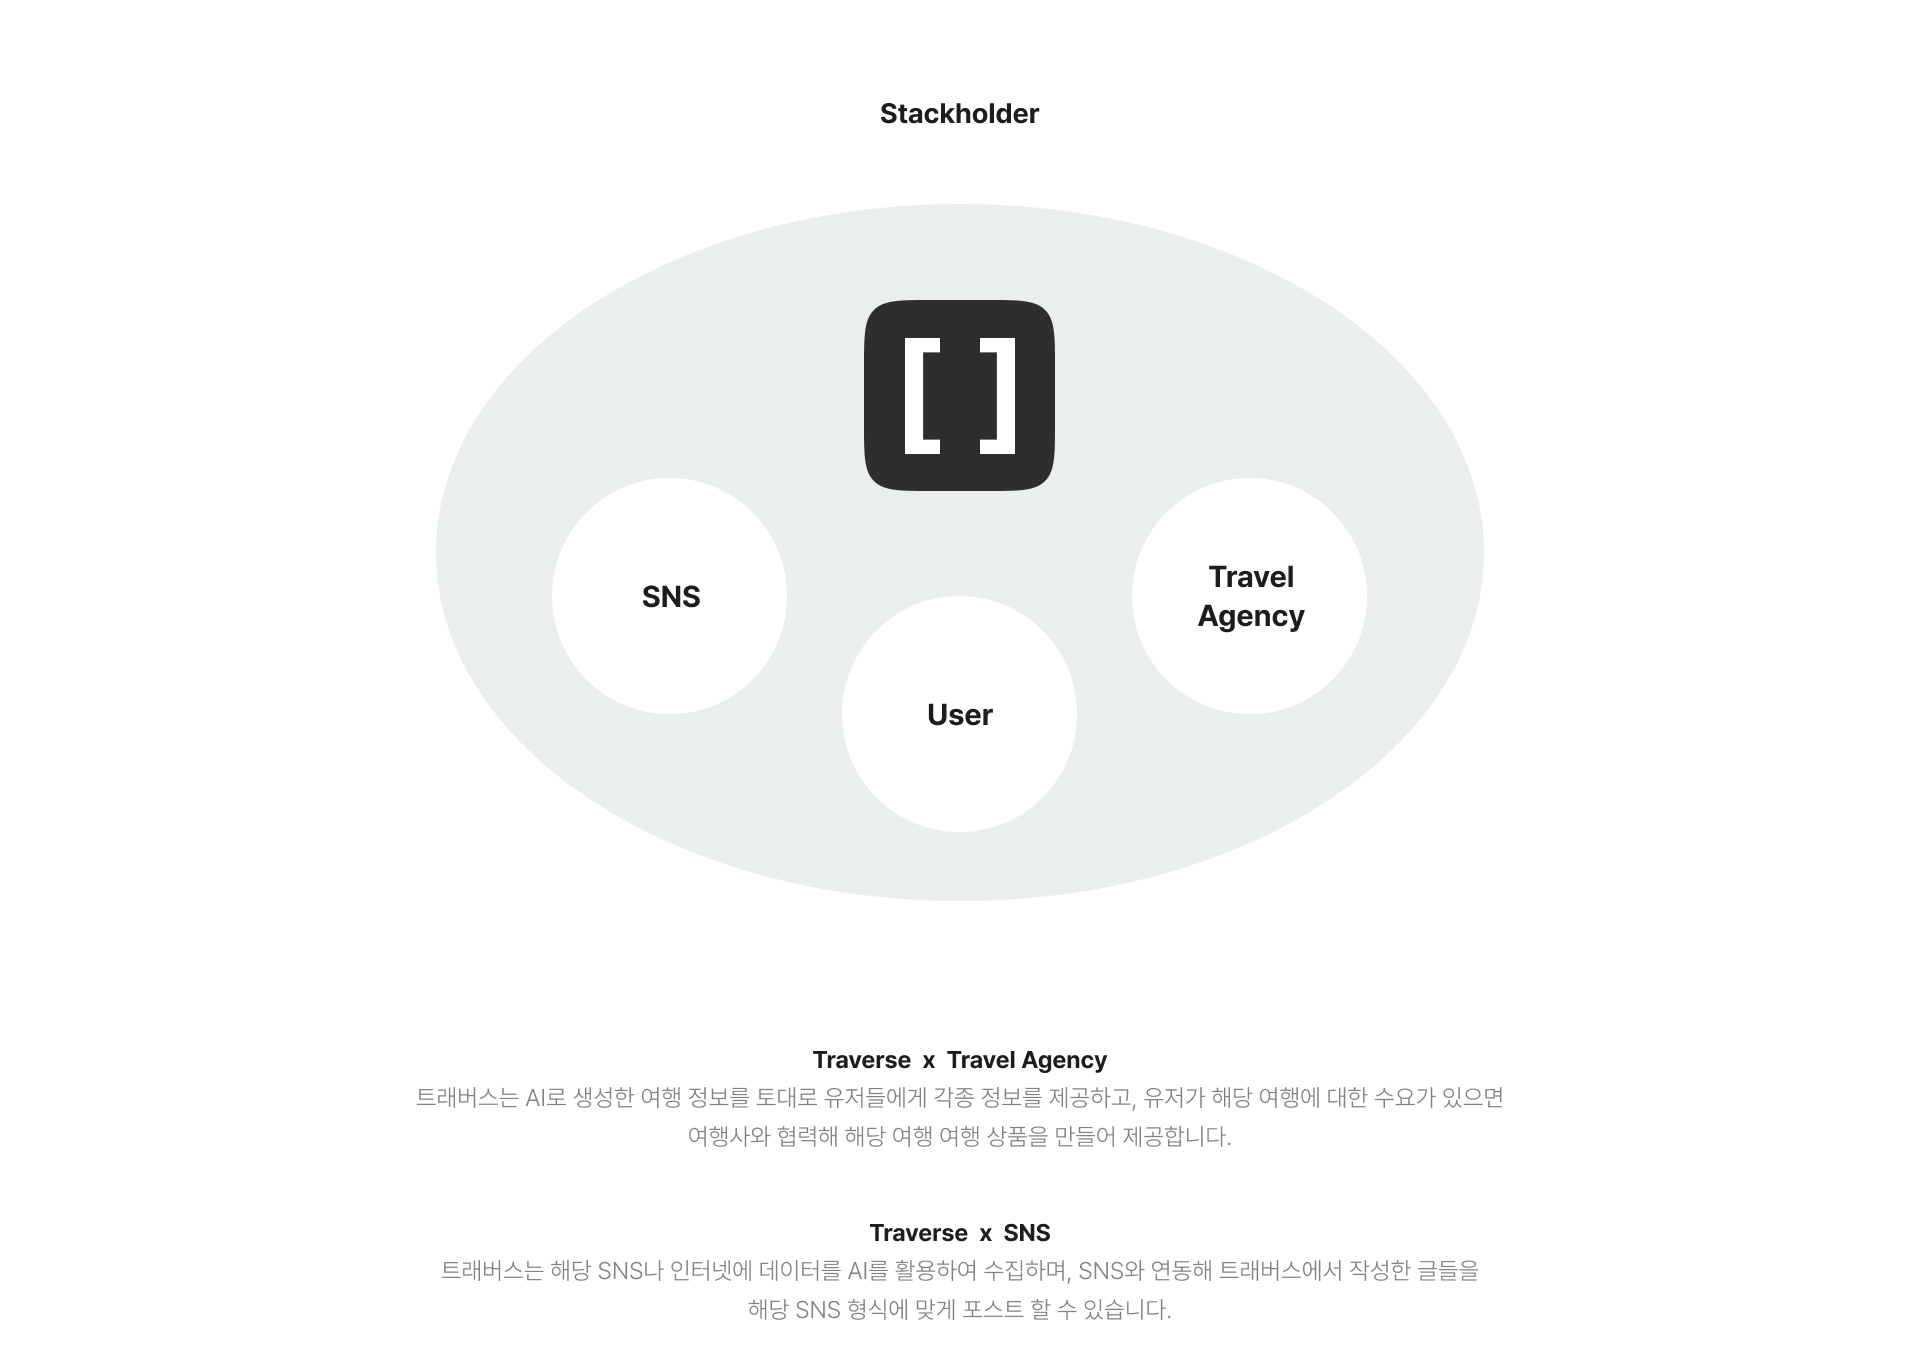 Stackholder
[ ]
SNS
Travel
Agency
User
Traverse x Travel Agency
트래버스는 AI로 생성한 여행 정보를 토대로 유저들에게 각종 정보를 제공하고, 유저가 해당 여행에 대한 수요가 있으면
여행사와 협력해 해당 여행 여행 상품을 만들어 제공합니다.
Traverse x SNS
트래버스는 해당 SNS나 인터넷에 데이터를 AI를 활용하여 수집하며, SNS와 연동해 트래버스에서 작성한 글들을
해당 SNS 형식에 맞게 포스트 할 수 있습니다.